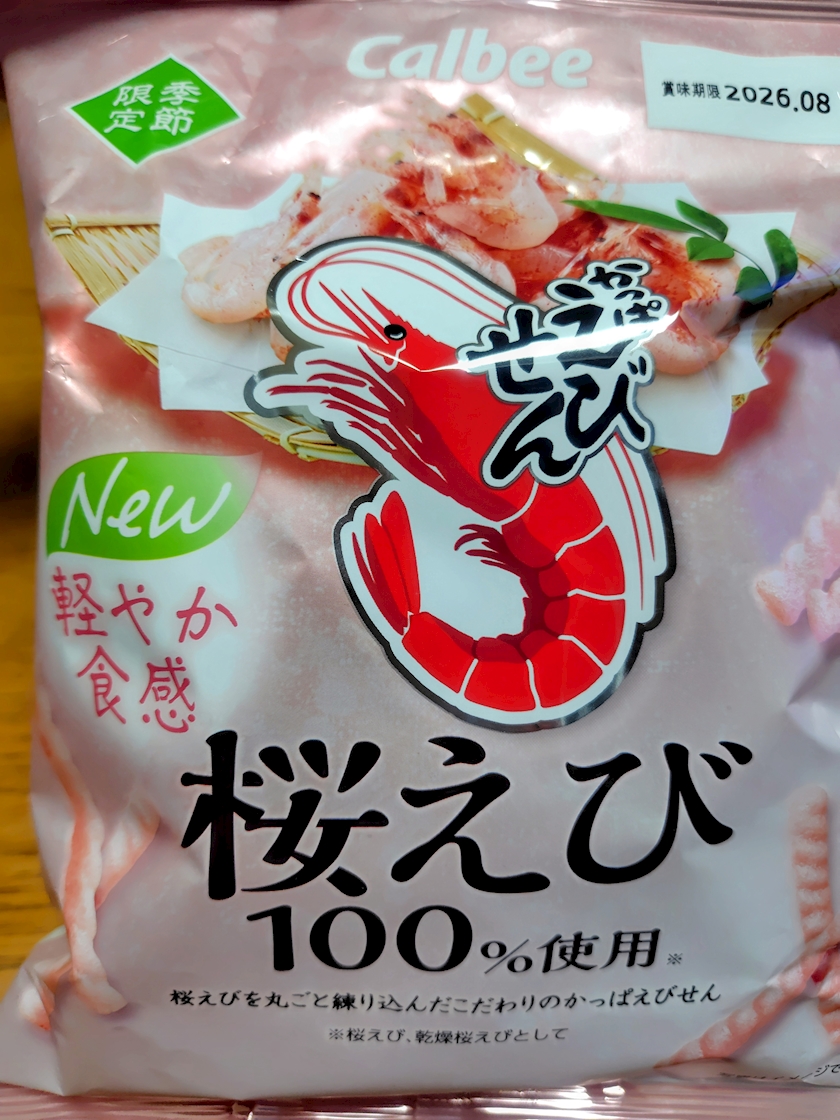 Calbee
季節
限定
賞味期限 2026.08
かっぱ
えび
せん
New
軽やか
食感
桜えび
100%使用※
桜えびを丸ごと練り込んだこだわりのかっぱえびせん
※桜えび、乾燥桜えびとして